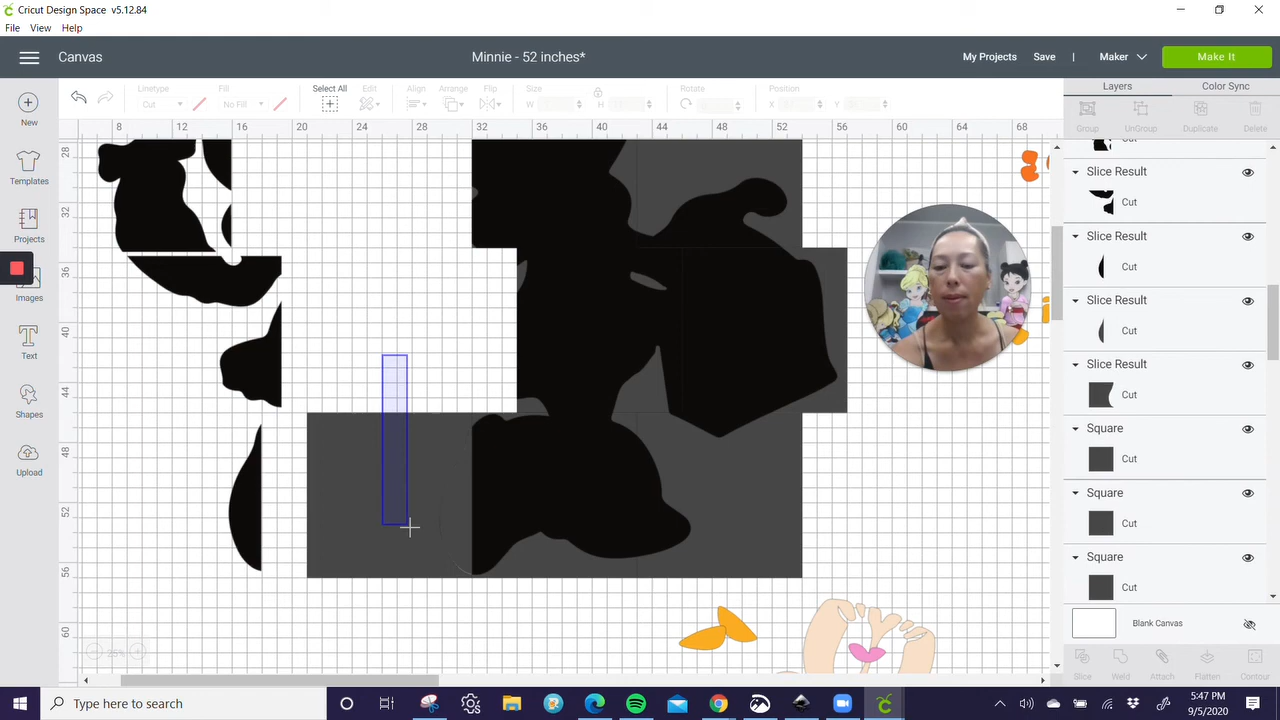 Cricut Design Space v5.12.84
File View Help
Canvas
Minnie - 52 inches*
My Projects Save | Maker Make It
Linetype Fill Select All Edit Align Arrange Flip Size Rotate Position
Cut No Fill W H X Y
Layers Color Sync
Group UnGroup Duplicate Delete
New
Templates
Projects
Images
Text
Shapes
Upload
8 12 16 20 24 28 32 36 40 44 48 52 56 60 64 68
28
32
36
40
44
48
52
56
60
Cut
Slice Result
Cut
Slice Result
Cut
Slice Result
Cut
Slice Result
Cut
Square
Cut
Square
Cut
Square
Cut
Blank Canvas
Slice Weld Attach Flatten Contour
Type here to search
5:47 PM
9/5/2020